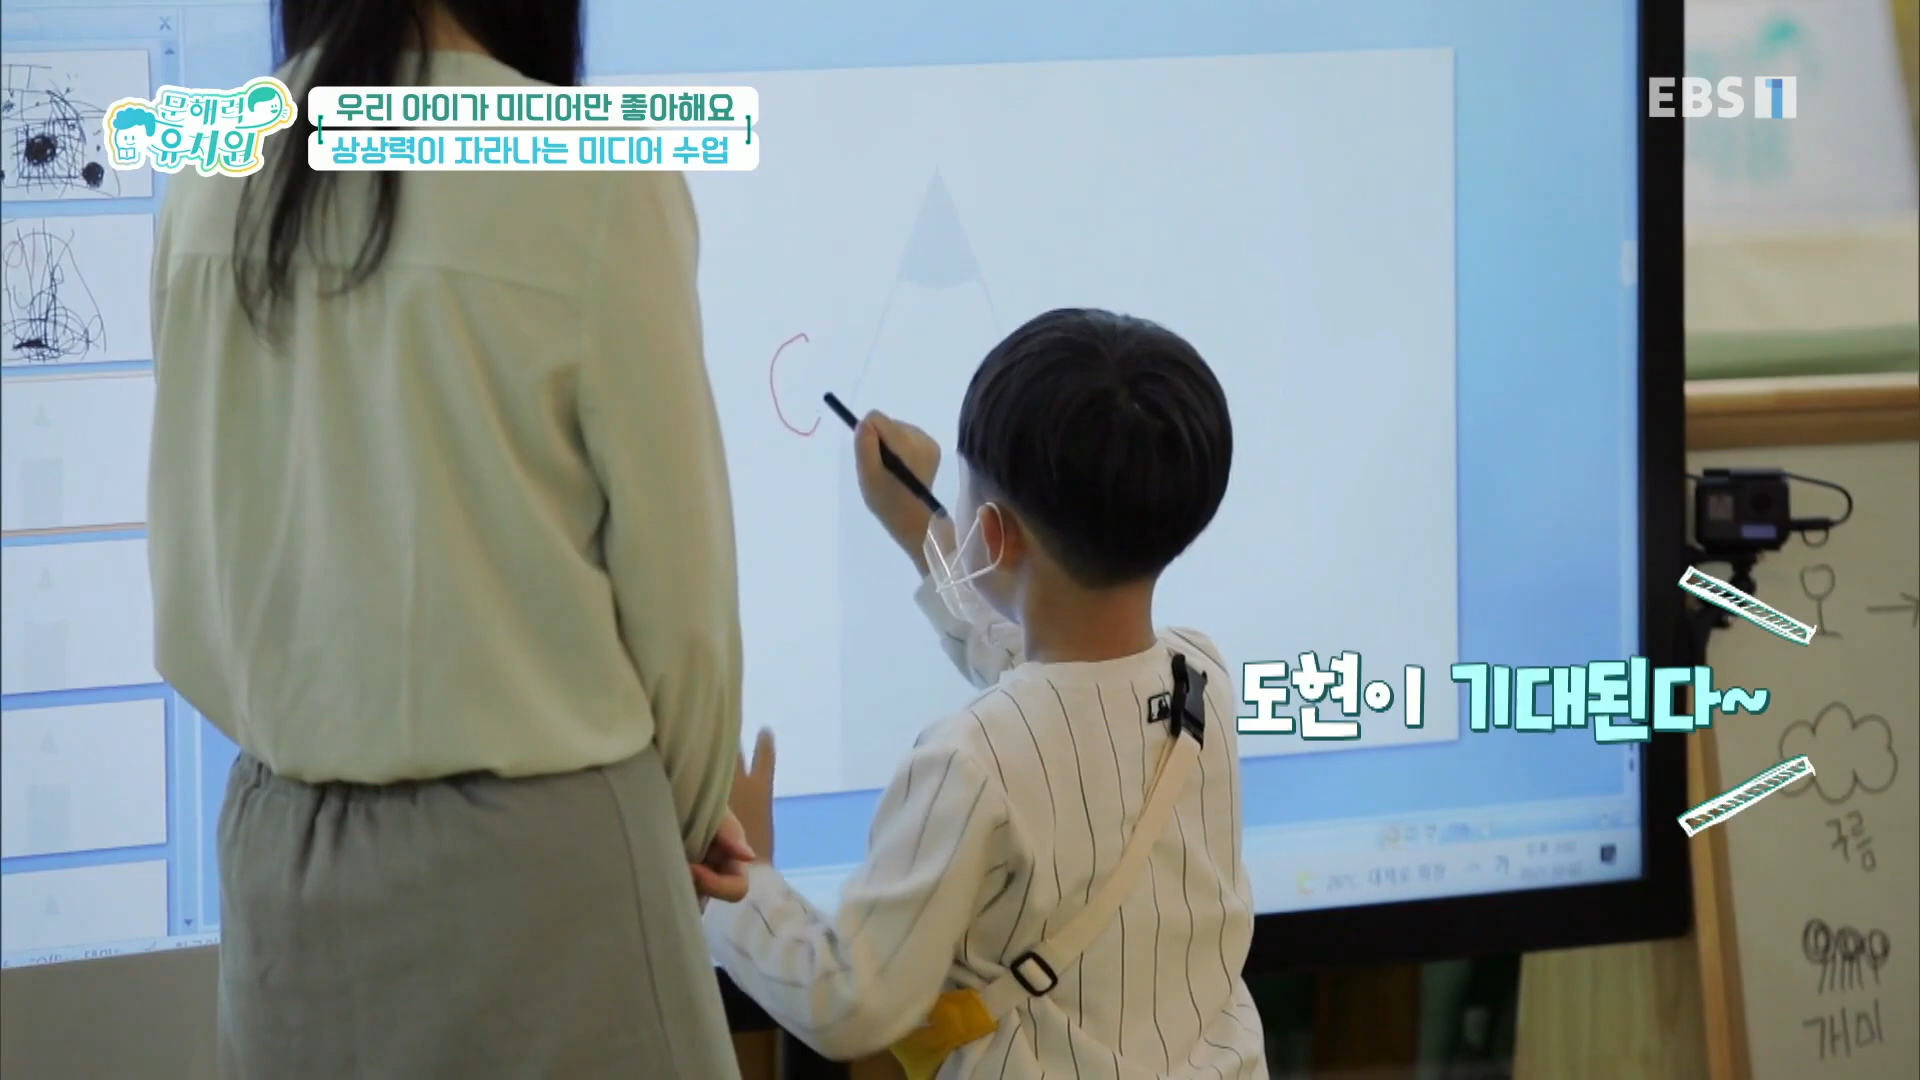 문해력
유치원
우리 아이가 미디어만 좋아해요
상상력이 자라나는 미디어 수업
EBS 1
도현이 기대된다~
구름
개미
26°C